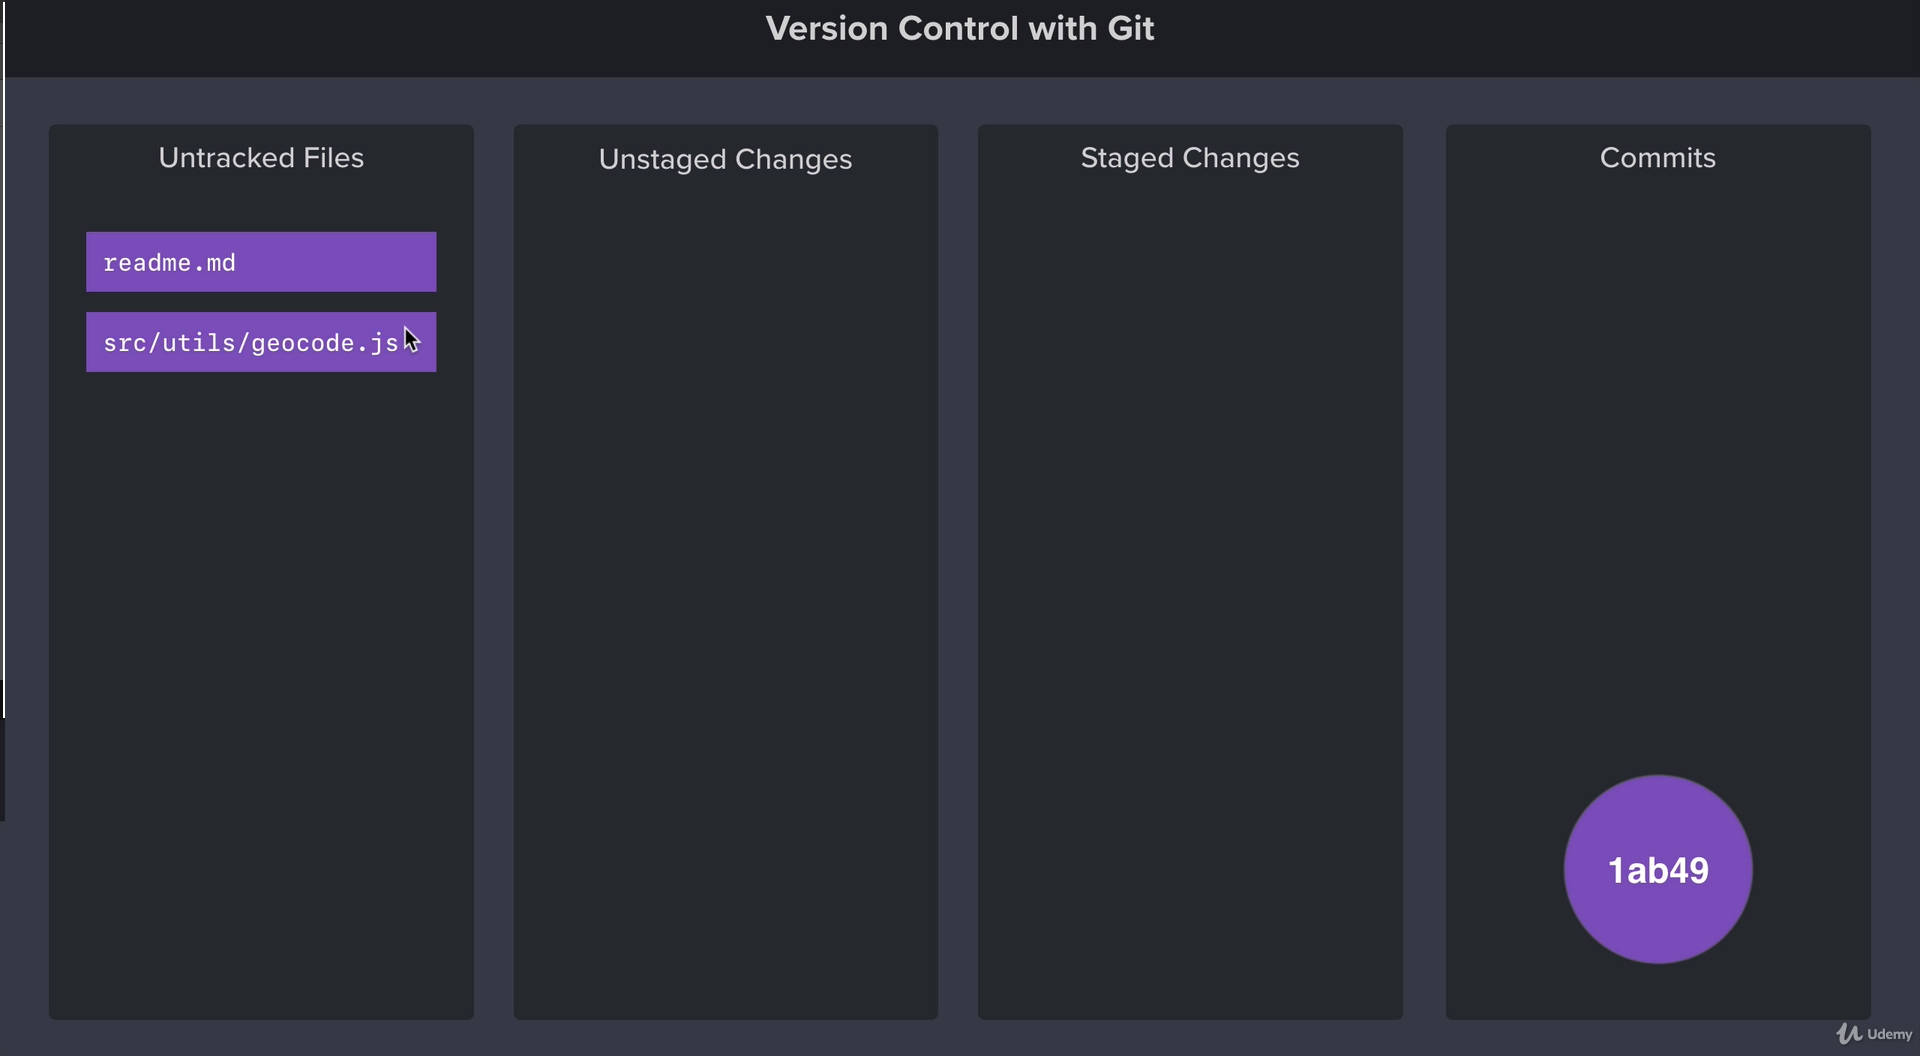 Version Control with Git
Untracked Files
readme.md
src/utils/geocode.js
Unstaged Changes
Staged Changes
Commits
1ab49
Udemy